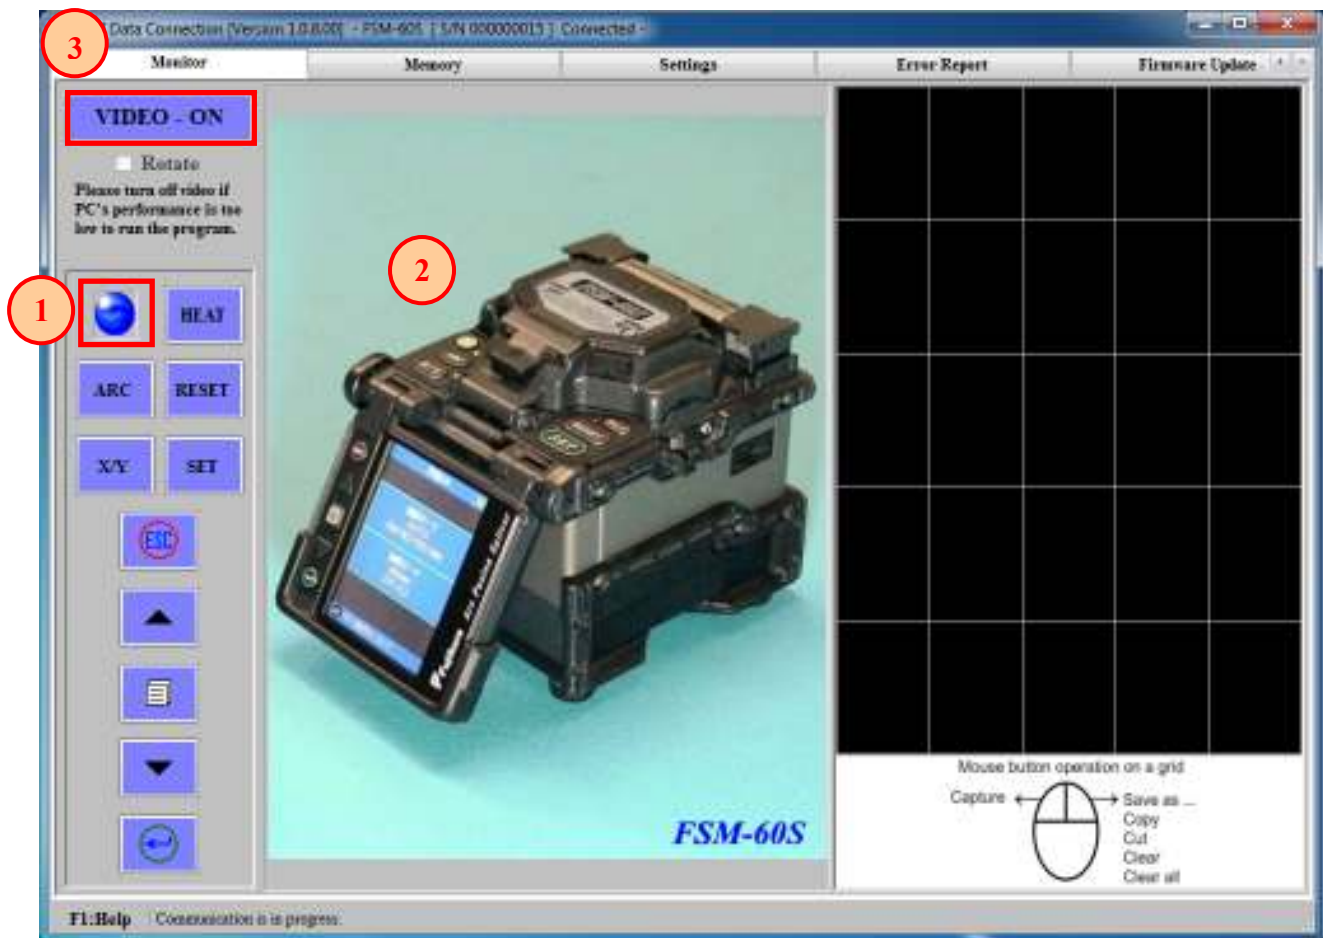 3
Data Connection [Version 1.0.6.00] - FSM-60S [ S/N 000000015 ] Connected -
Monitor
Memory
Settings
Error Report
Firmware Update
VIDEO - ON
Rotate
Please turn off video if
PC's performance is too
low to run the program.
1
2
HEAT
ARC
RESET
X/Y
SET
ESC
FSM-60S
Mouse button operation on a grid
Capture
Save as ...
Copy
Cut
Clear
Clear all
F1:Help
Communication is in progress.